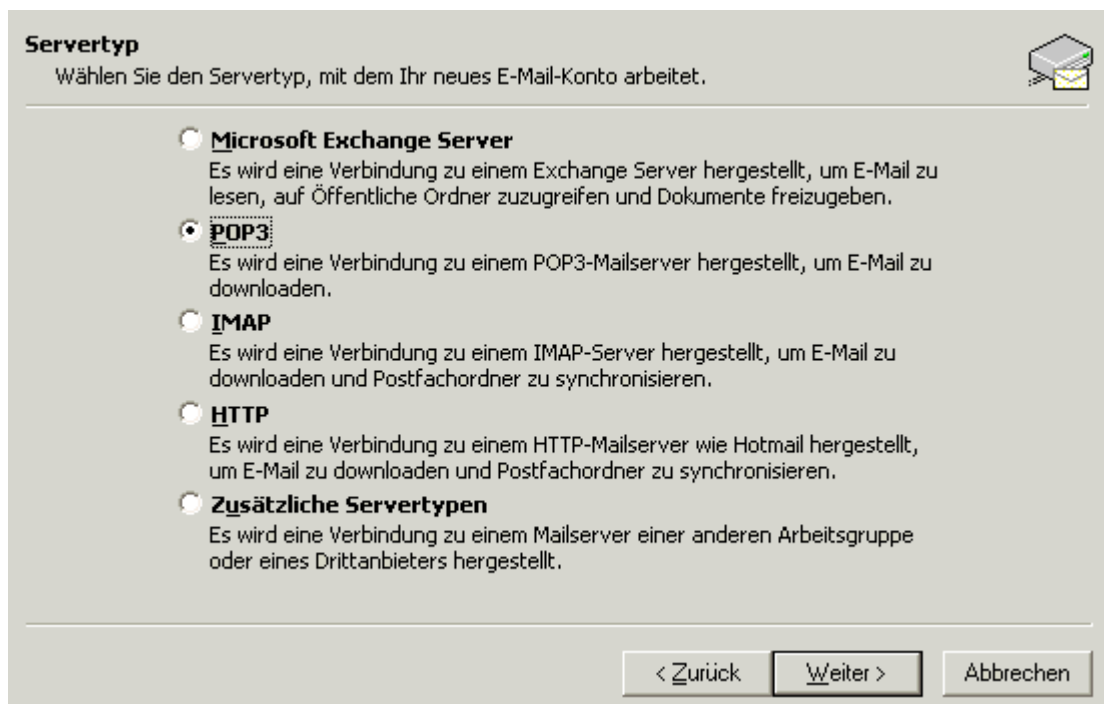 Servertyp
Wählen Sie den Servertyp, mit dem Ihr neues E-Mail-Konto arbeitet.
Microsoft Exchange Server
Es wird eine Verbindung zu einem Exchange Server hergestellt, um E-Mail zu
lesen, auf Öffentliche Ordner zuzugreifen und Dokumente freizugeben.
POP3
Es wird eine Verbindung zu einem POP3-Mailserver hergestellt, um E-Mail zu
downloaden.
IMAP
Es wird eine Verbindung zu einem IMAP-Server hergestellt, um E-Mail zu
downloaden und Postfachordner zu synchronisieren.
HTTP
Es wird eine Verbindung zu einem HTTP-Mailserver wie Hotmail hergestellt,
um E-Mail zu downloaden und Postfachordner zu synchronisieren.
Zusätzliche Servertypen
Es wird eine Verbindung zu einem Mailserver einer anderen Arbeitsgruppe
oder eines Drittanbieters hergestellt.
< Zurück Weiter > Abbrechen